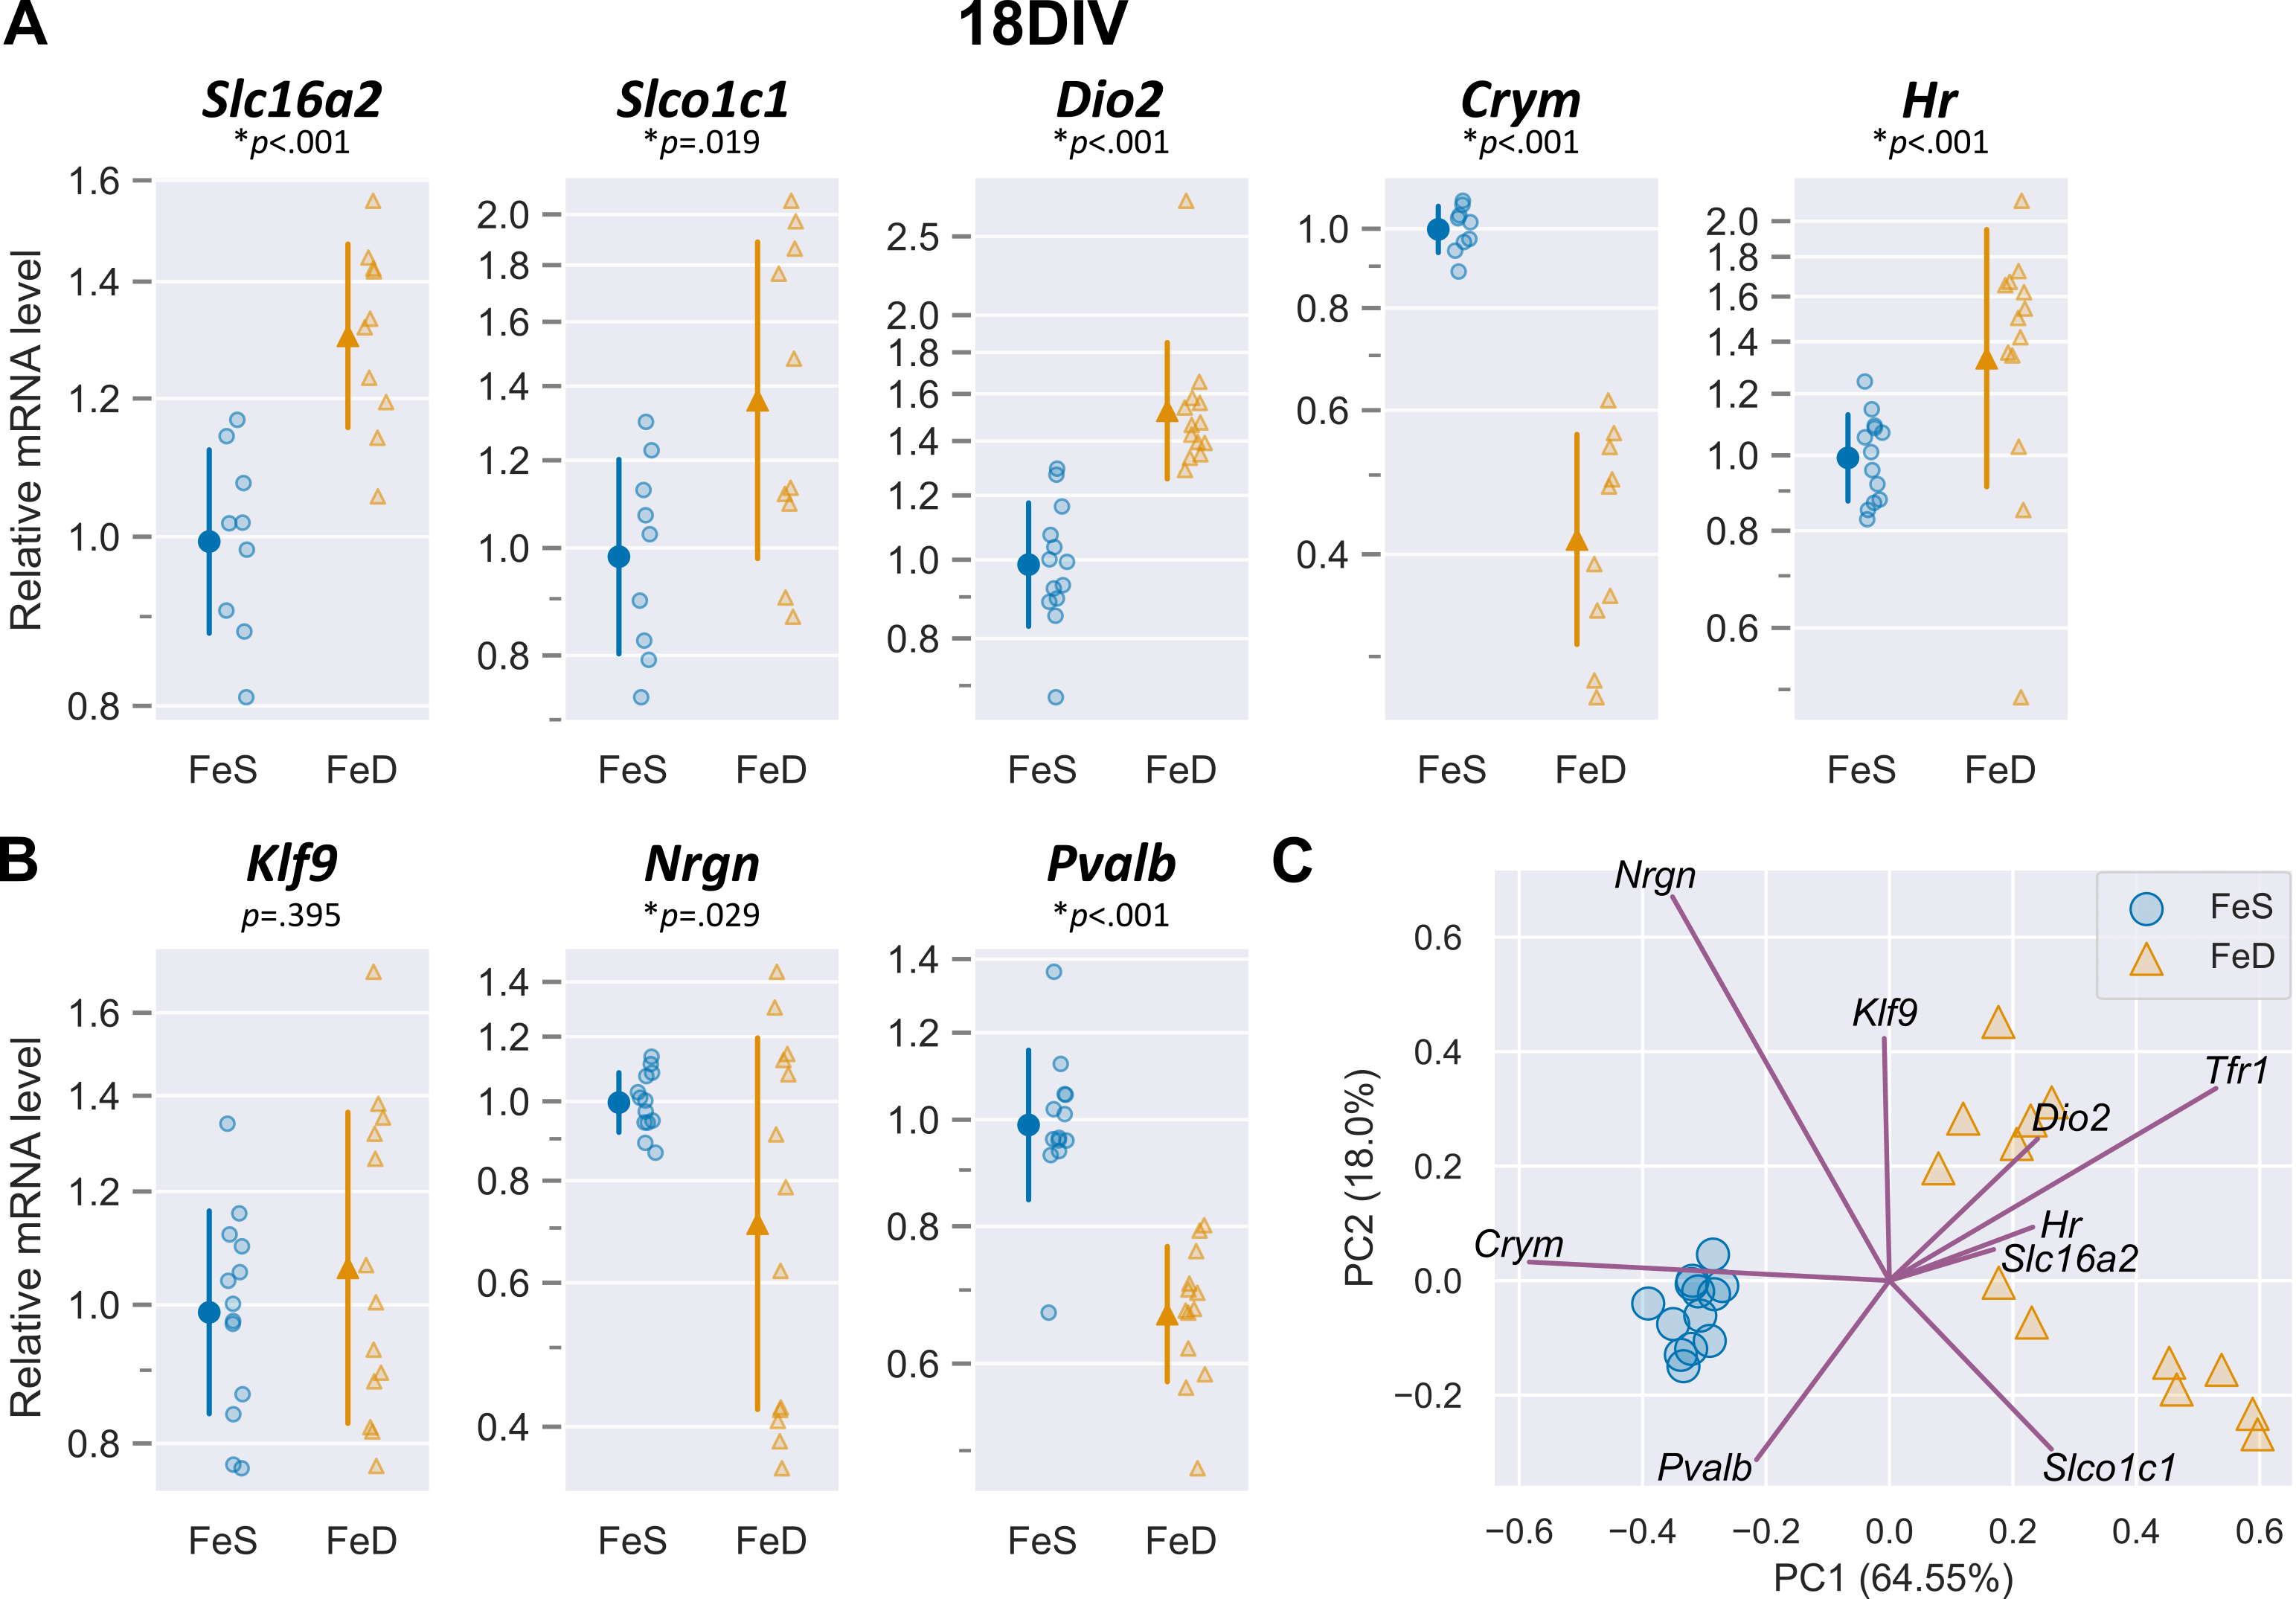 A
18DIV
Slc16a2
*p<.001
Slco1c1
*p=.019
Dio2
*p<.001
Crym
*p<.001
Hr
*p<.001
Relative mRNA level
1.6
1.4
1.2
1.0
0.8
FeS FeD
2.0
1.8
1.6
1.4
1.2
1.0
0.8
FeS FeD
2.5
2.0
1.8
1.6
1.4
1.2
1.0
0.8
FeS FeD
1.0
0.8
0.6
0.4
FeS FeD
2.0
1.8
1.6
1.4
1.2
1.0
0.8
0.6
FeS FeD
B
Klf9
p=.395
Nrgn
*p=.029
Pvalb
*p<.001
Relative mRNA level
1.6
1.4
1.2
1.0
0.8
FeS FeD
1.4
1.2
1.0
0.8
0.6
0.4
FeS FeD
1.4
1.2
1.0
0.8
0.6
FeS FeD
C
FeS
FeD
Nrgn
Klf9
Tfr1
Dio2
Hr
Slc16a2
Crym
Pvalb
Slco1c1
PC2 (18.0%)
0.6
0.4
0.2
0.0
−0.2
−0.6 −0.4 −0.2 0.0 0.2 0.4 0.6
PC1 (64.55%)